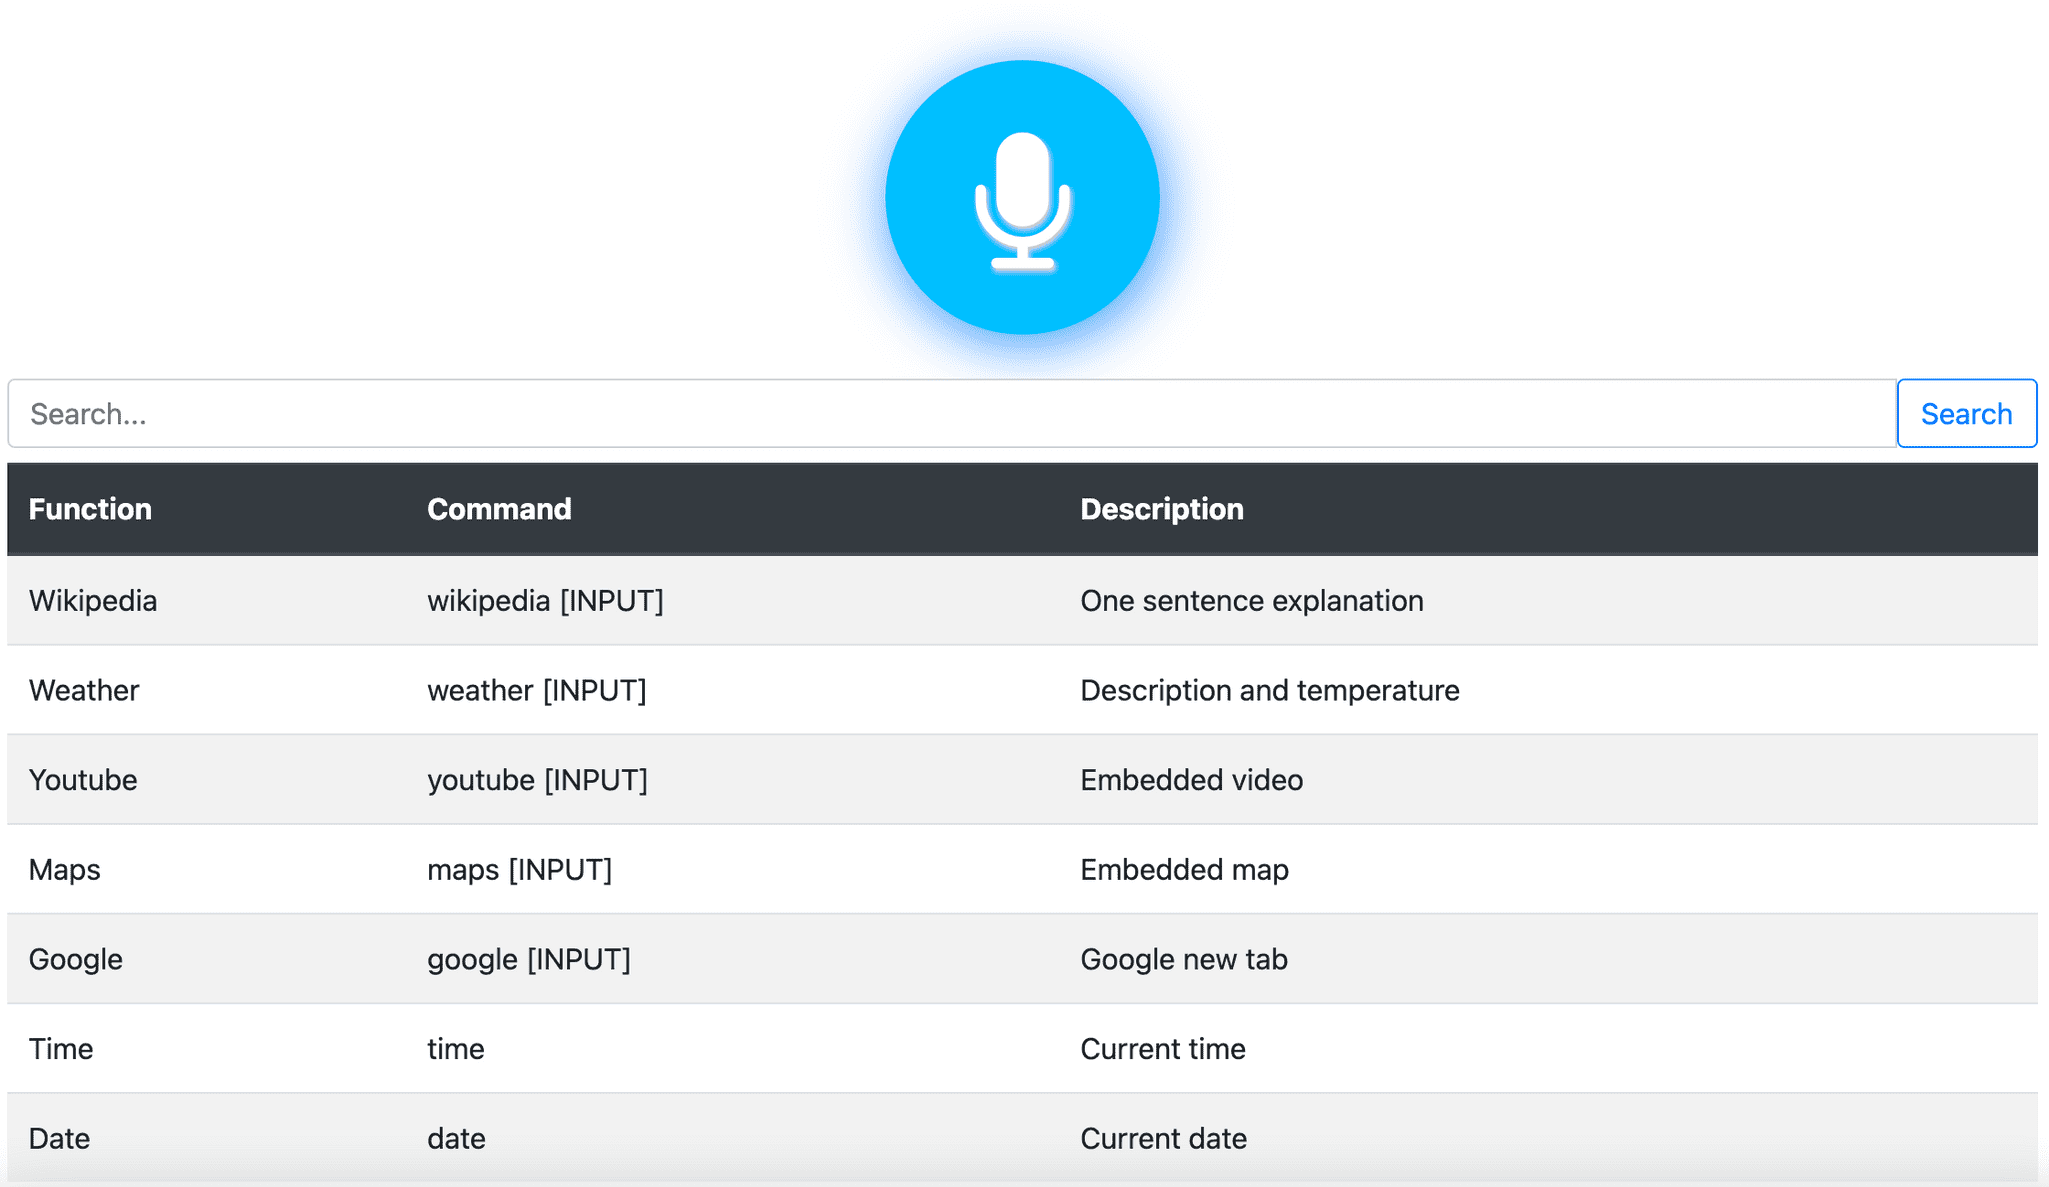 Search...
Search
Function Command Description
Wikipedia wikipedia [INPUT] One sentence explanation
Weather weather [INPUT] Description and temperature
Youtube youtube [INPUT] Embedded video
Maps maps [INPUT] Embedded map
Google google [INPUT] Google new tab
Time time Current time
Date date Current date